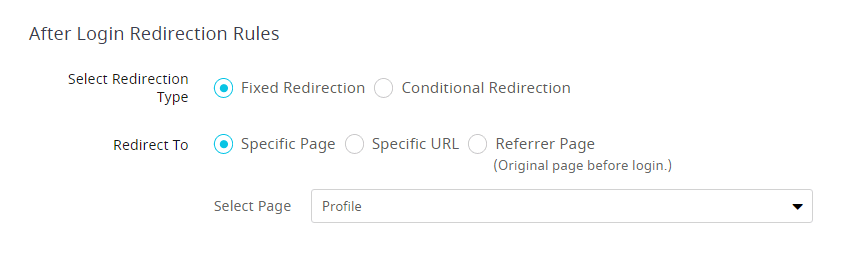 After Login Redirection Rules
Select Redirection
Type
Fixed Redirection
Conditional Redirection
Redirect To
Specific Page
Specific URL
Referrer Page
(Original page before login.)
Select Page
Profile